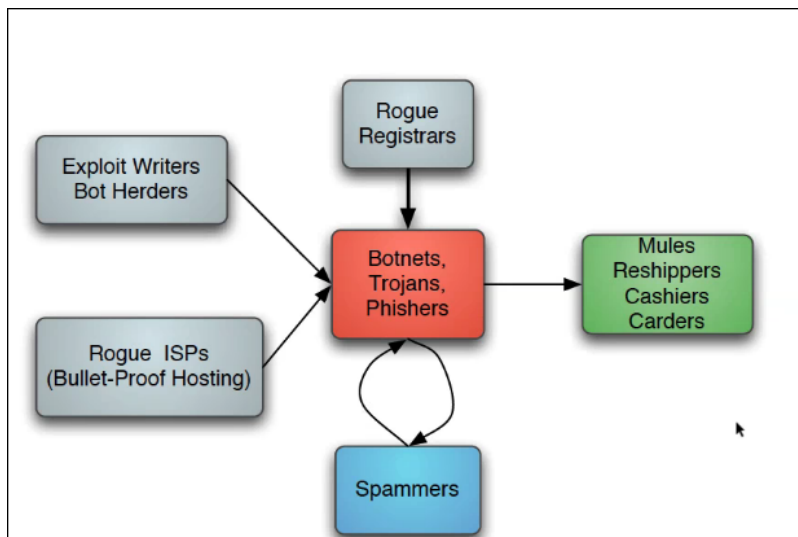 Rogue
Registrars
Exploit Writers
Bot Herders
Botnets,
Trojans,
Phishers
Mules
Reshippers
Cashiers
Carders
Rogue ISPs
(Bullet-Proof Hosting)
Spammers